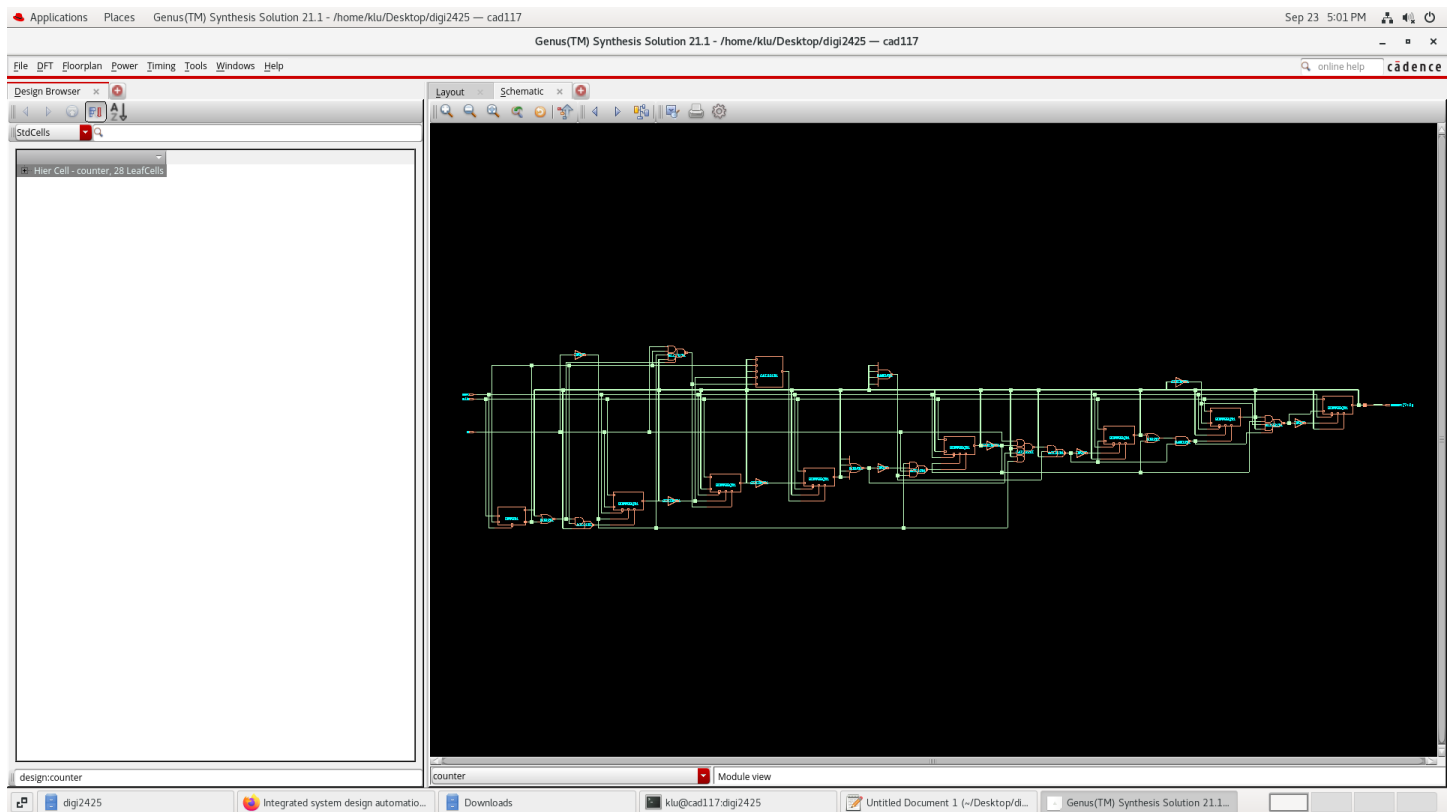 Applications Places Genus(TM) Synthesis Solution 21.1 - /home/klu/Desktop/digi2425 — cad117 Sep 23 5:01 PM
Genus(TM) Synthesis Solution 21.1 - /home/klu/Desktop/digi2425 — cad117
File DFT Floorplan Power Timing Tools Windows Help online help cādence
Design Browser Layout Schematic
StdCells
Hier Cell - counter, 28 LeafCells
design:counter counter Module view
digi2425 Integrated system design automatio... Downloads klu@cad117:digi2425 Untitled Document 1 (~/Desktop/di... Genus(TM) Synthesis Solution 21.1...